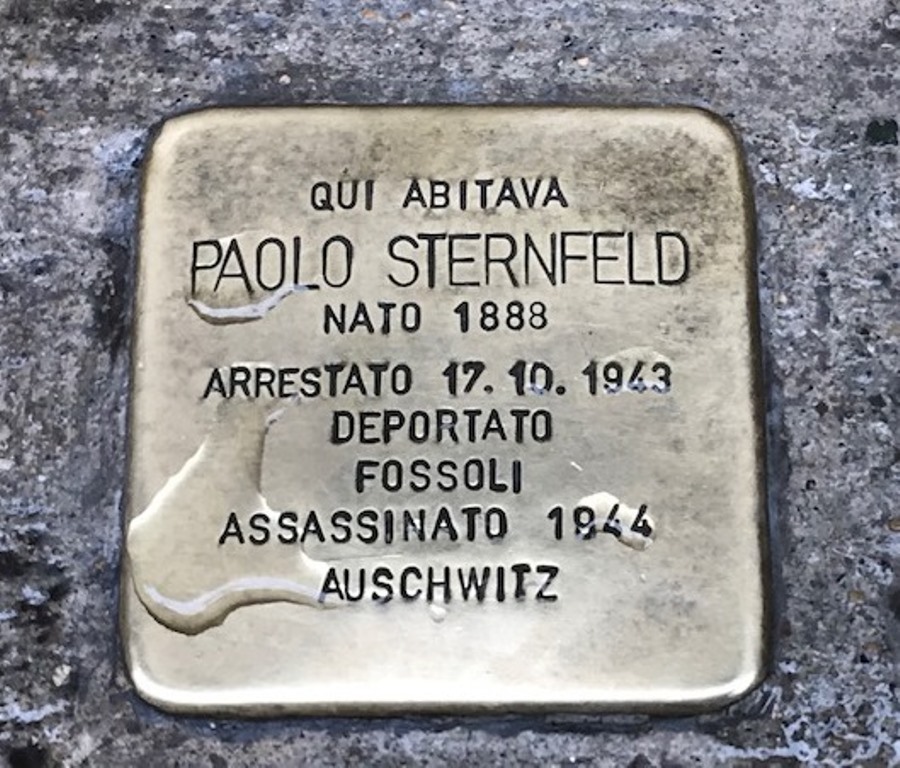 QUI ABITAVA
PAOLO STERNFELD
NATO 1888
ARRESTATO 17. 10. 1943
DEPORTATO
FOSSOLI
ASSASSINATO 1944
AUSCHWITZ